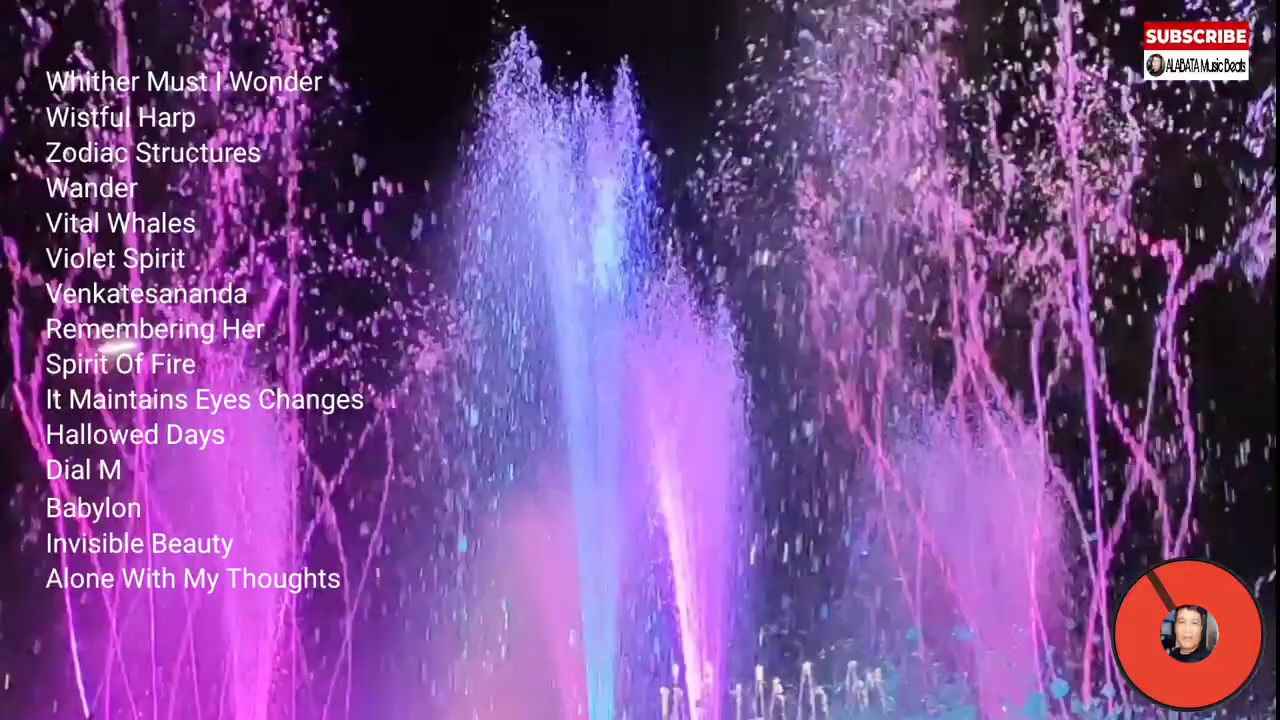 Whither Must I Wonder
Wistful Harp
Zodiac Structures
Wander
Vital Whales
Violet Spirit
Venkatesananda
Remembering Her
Spirit Of Fire
It Maintains Eyes Changes
Hallowed Days
Dial M
Babylon
Invisible Beauty
Alone With My Thoughts
SUBSCRIBE
ALABATA Music Beats